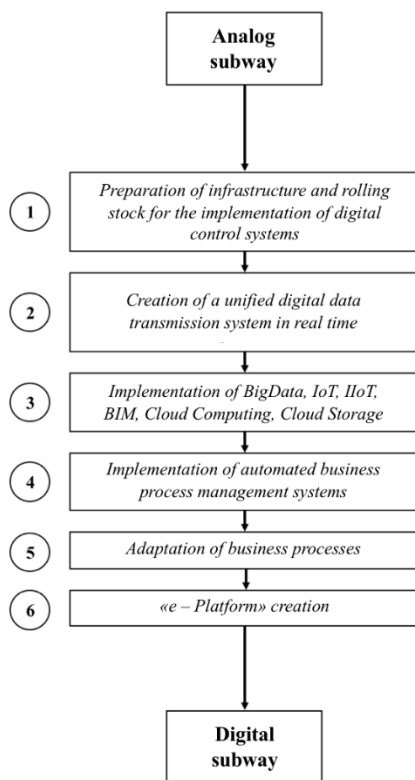 Analog
subway
1
Preparation of infrastructure and rolling
stock for the implementation of digital
control systems
2
Creation of a unified digital data
transmission system in real time
3
Implementation of BigData, IoT, IIoT,
BIM, Cloud Computing, Cloud Storage
4
Implementation of automated business
process management systems
5
Adaptation of business processes
6
«e – Platform» creation
Digital
subway